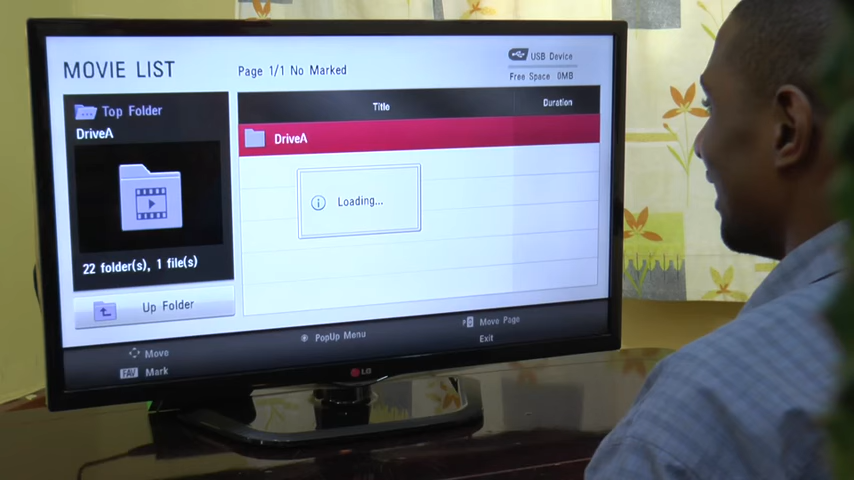 MOVIE LIST
Page 1/1 No Marked
USB Device
Free Space 0MB
Top Folder
DriveA
Title
Duration
DriveA
Loading...
22 folder(s), 1 file(s)
Up Folder
Move
PopUp Menu
P Move Page
FAV Mark
Exit
LG